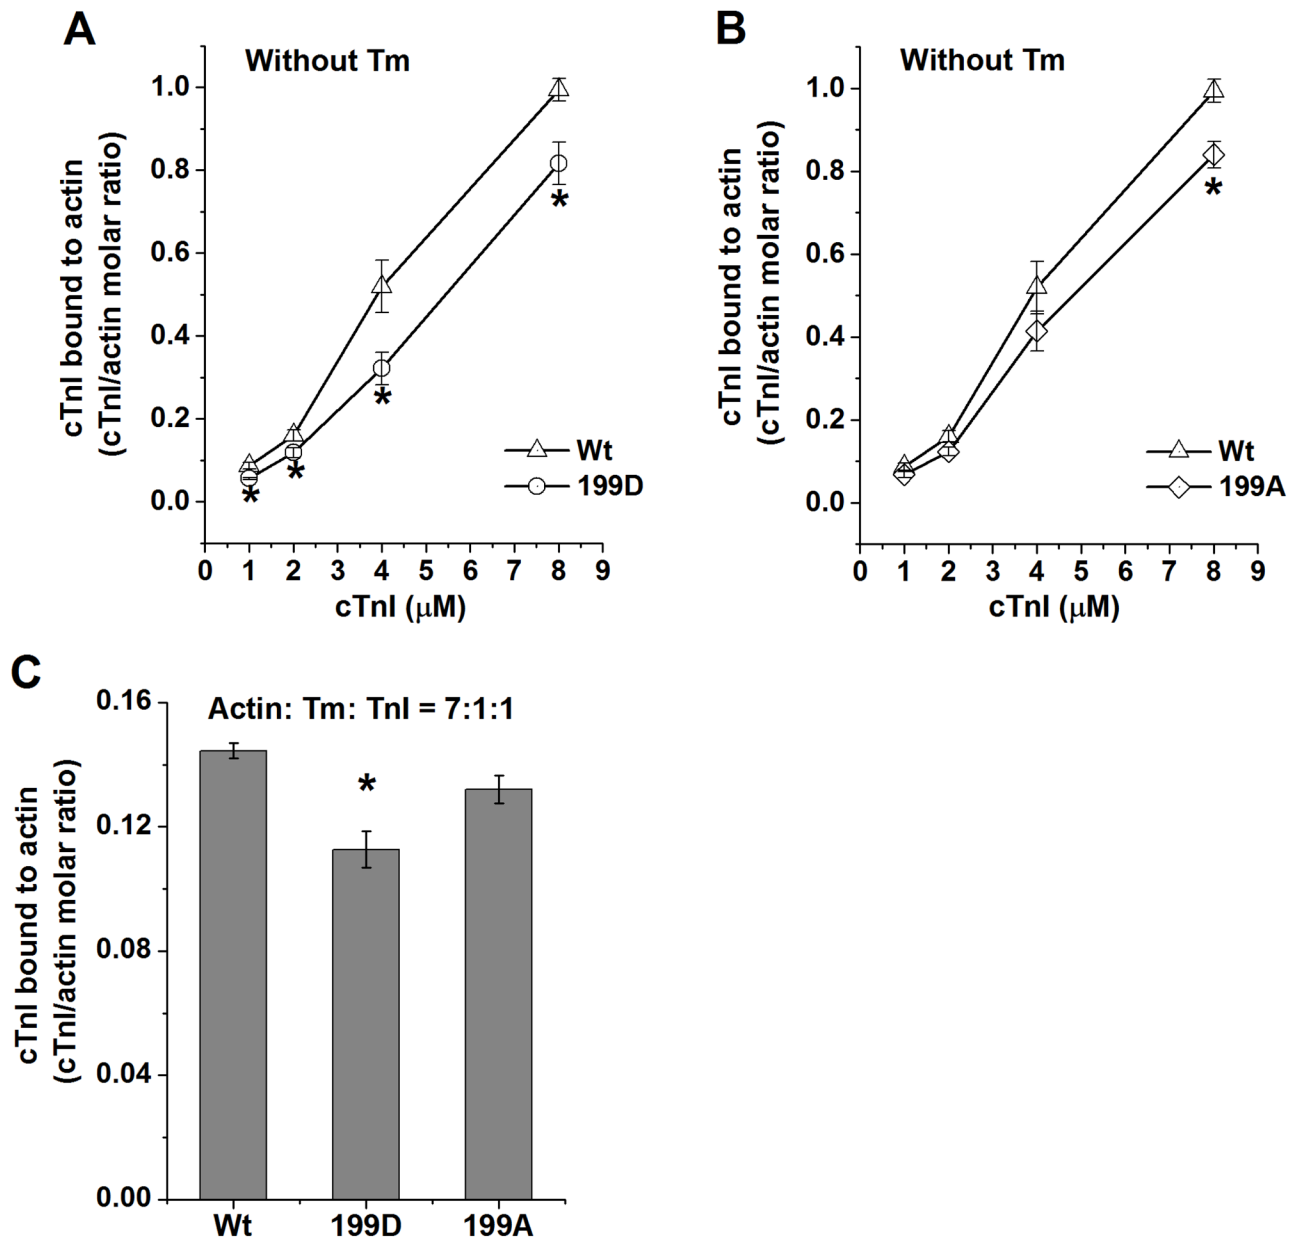 A
Without Tm
1.0
0.8
0.6
0.4
0.2
0.0
cTnI bound to actin
(cTnI/actin molar ratio)
*
*
*
*
Wt
199D
0 1 2 3 4 5 6 7 8 9
cTnI (μM)
B
Without Tm
1.0
0.8
0.6
0.4
0.2
0.0
cTnI bound to actin
(cTnI/actin molar ratio)
*
Wt
199A
0 1 2 3 4 5 6 7 8 9
cTnI (μM)
C
Actin: Tm: TnI = 7:1:1
0.16
0.12
0.08
0.04
0.00
cTnI bound to actin
(cTnI/actin molar ratio)
*
Wt 199D 199A